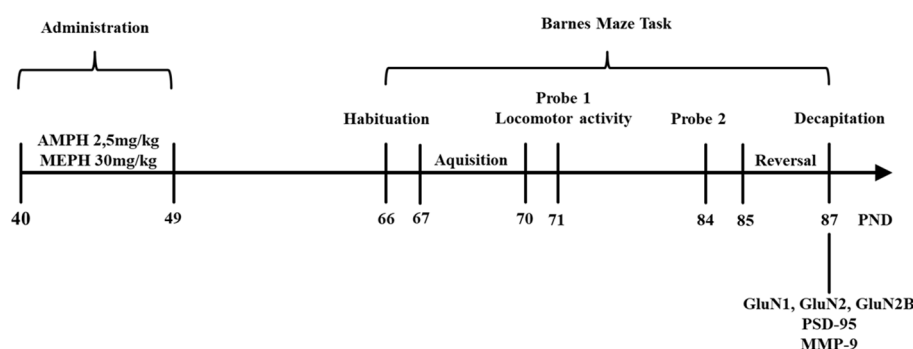 Administration
Barnes Maze Task
Habituation
Probe 1
Locomotor activity
Probe 2
Decapitation
AMPH 2,5mg/kg
MEPH 30mg/kg
Aquisition
Reversal
40
49
66
67
70
71
84
85
87
PND
GluN1, GluN2, GluN2B
PSD-95
MMP-9